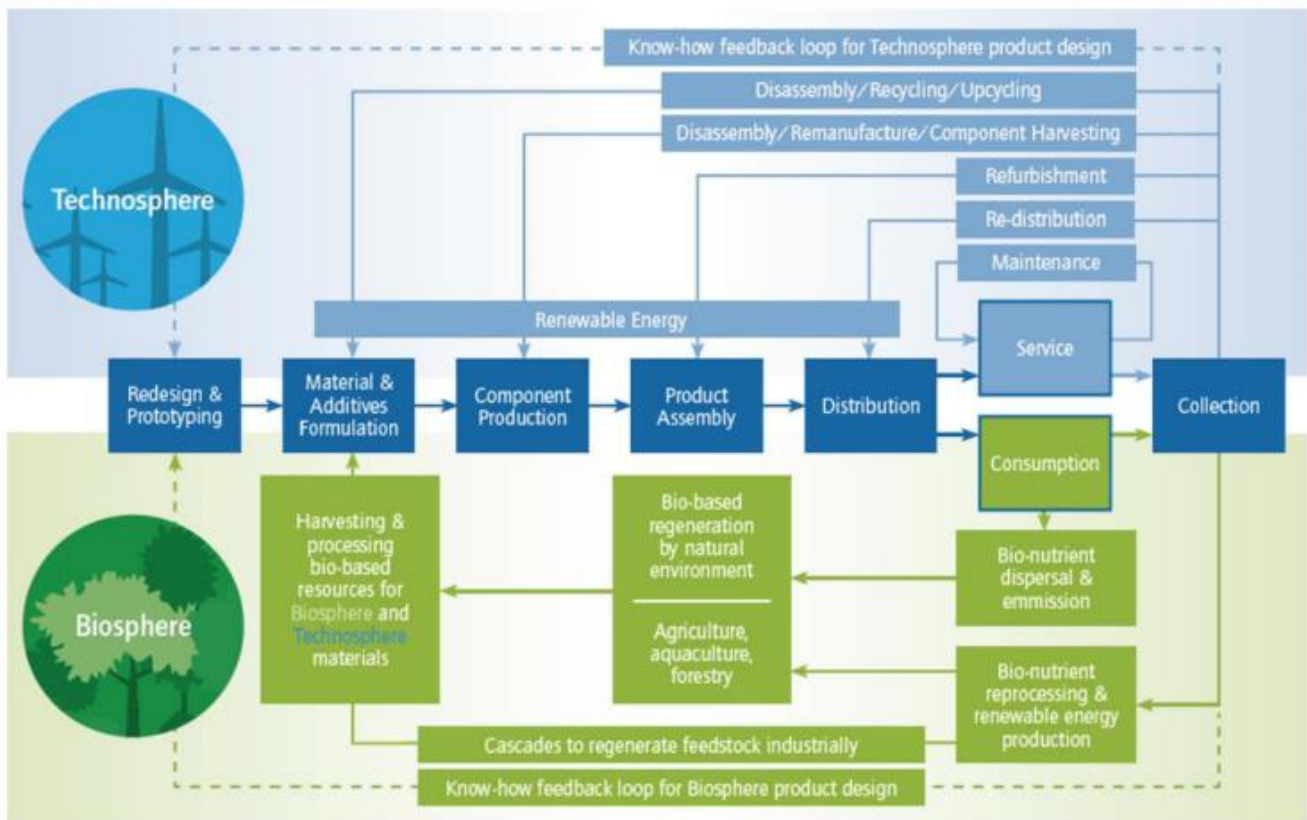 Know-how feedback loop for Technosphere product design
Disassembly/Recycling/Upcycling
Disassembly/Remanufacture/Component Harvesting
Refurbishment
Re-distribution
Maintenance
Technosphere
Renewable Energy
Service
Redesign &
Prototyping
Material &
Additives
Formulation
Component
Production
Product
Assembly
Distribution
Collection
Consumption
Harvesting &
processing
bio-based
resources for
Biosphere and
Technosphere
materials
Bio-based
regeneration
by natural
environment
Agriculture,
aquaculture,
forestry
Bio-nutrient
dispersal &
emmission
Bio-nutrient
reprocessing &
renewable energy
production
Biosphere
Cascades to regenerate feedstock industrially
Know-how feedback loop for Biosphere product design